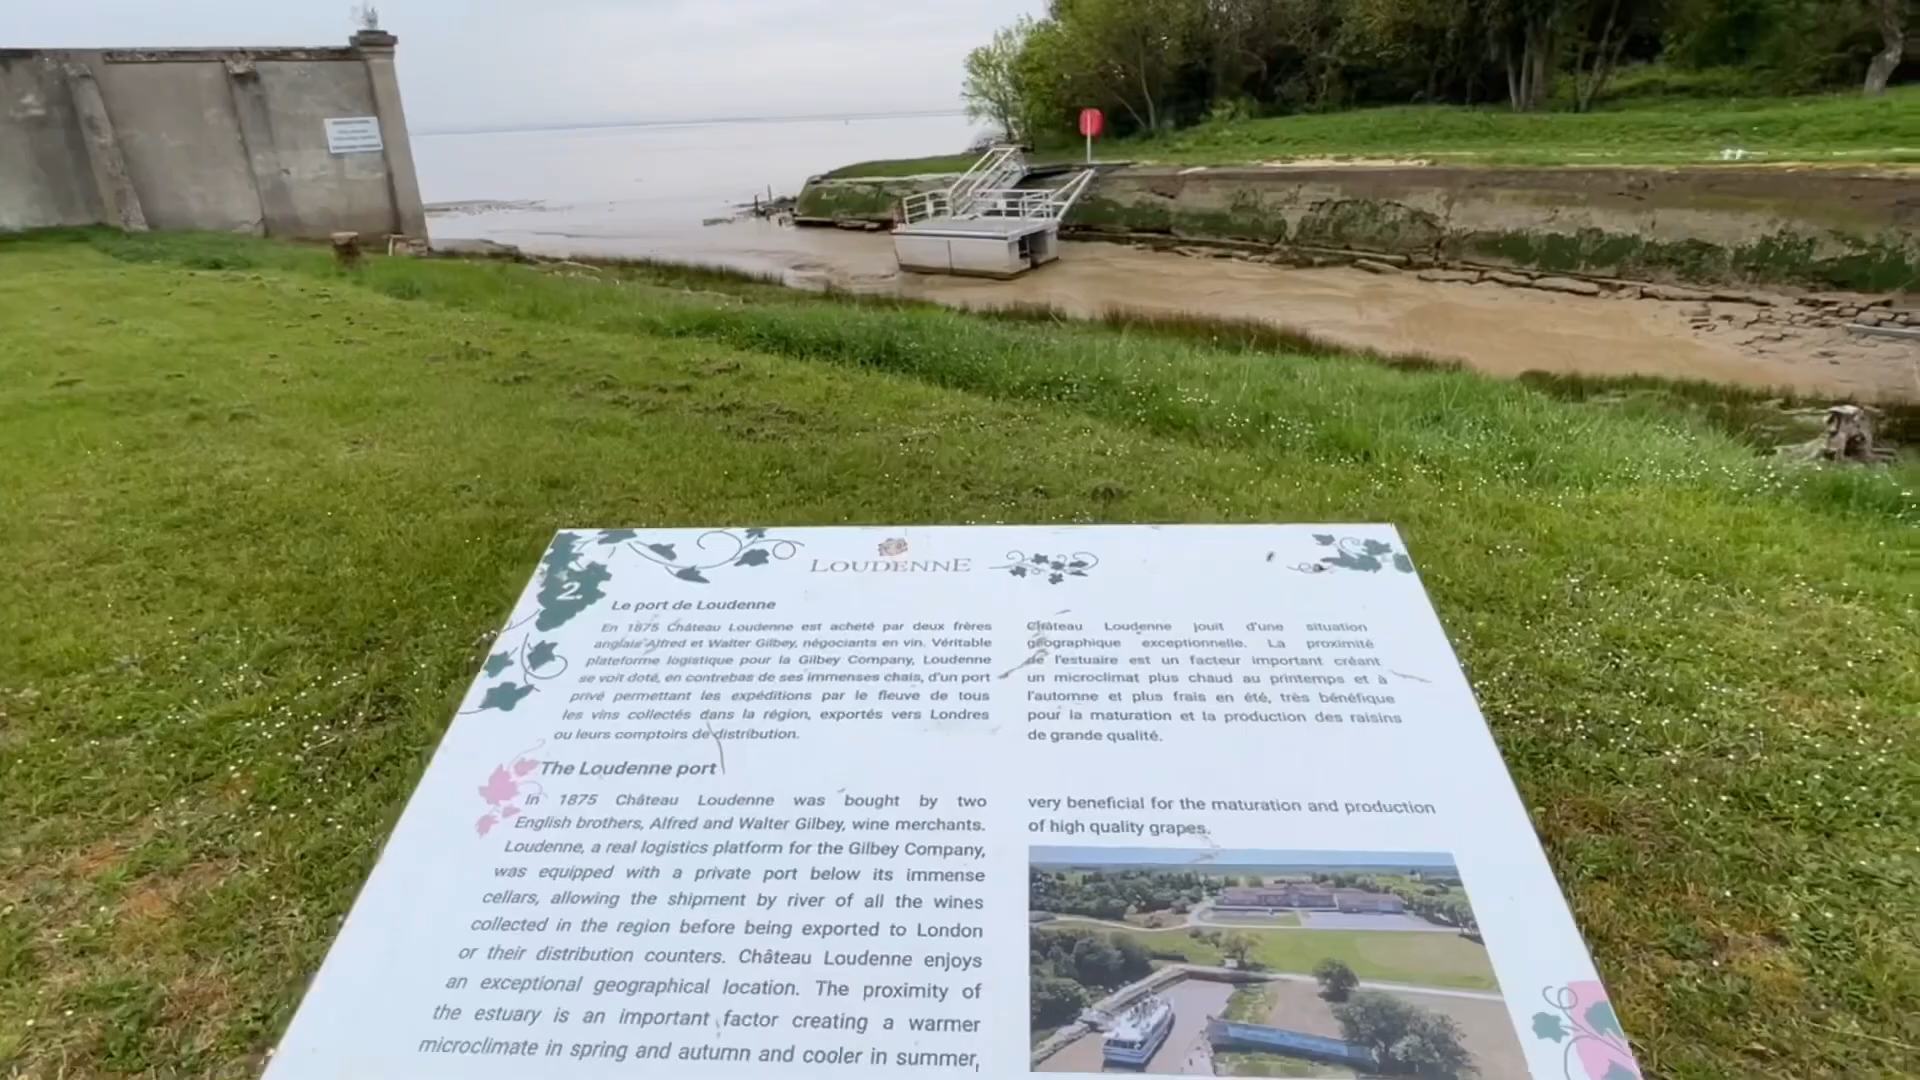 LOUDENNE
2.
Le port de Loudenne
En 1875 Château Loudenne est acheté par deux frères
anglais Alfred et Walter Gilbey, négociants en vin. Véritable
plateforme logistique pour la Gilbey Company, Loudenne
se voit doté, en contrebas de ses immenses chais, d'un port
privé permettant les expéditions par le fleuve de tous
les vins collectés dans la région, exportés vers Londres
ou leurs comptoirs de distribution.
Château Loudenne jouit d'une situation
géographique exceptionnelle. La proximité
de l'estuaire est un facteur important créant
un microclimat plus chaud au printemps et à
l'automne et plus frais en été, très bénéfique
pour la maturation et la production des raisins
de grande qualité.
The Loudenne port
In 1875 Château Loudenne was bought by two
English brothers, Alfred and Walter Gilbey, wine merchants.
Loudenne, a real logistics platform for the Gilbey Company,
was equipped with a private port below its immense
cellars, allowing the shipment by river of all the wines
collected in the region before being exported to London
or their distribution counters. Château Loudenne enjoys
an exceptional geographical location. The proximity of
the estuary is an important factor creating a warmer
microclimate in spring and autumn and cooler in summer,
very beneficial for the maturation and production
of high quality grapes.